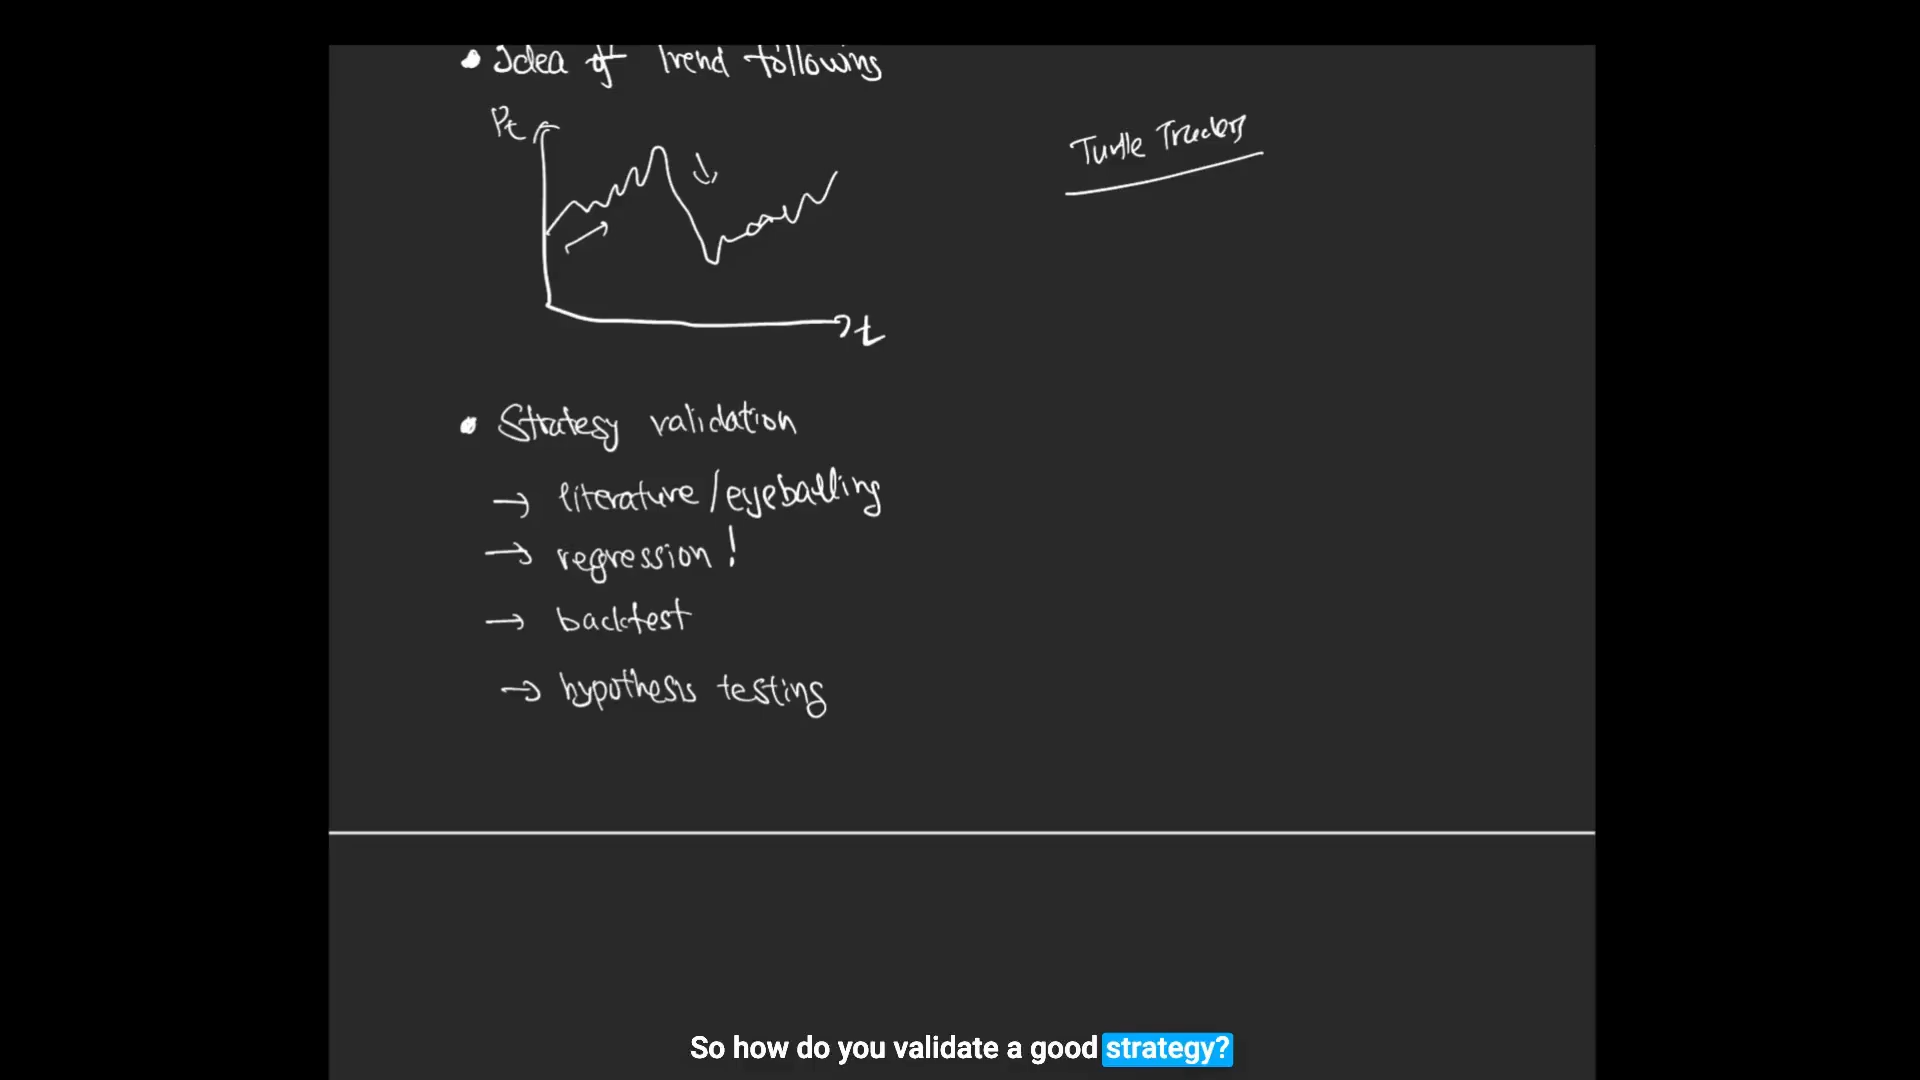 • Idea of Trend following
Pt
Turtle Traders
t
• Strategy validation
→ literature/eyeballing
→ regression!
→ backtest
→ hypothesis testing
So how do you validate a good strategy?